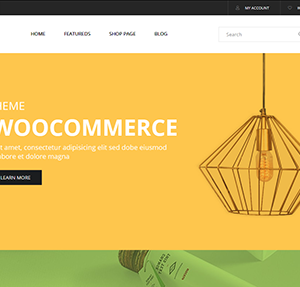 MY ACCOUNT
HOME FEATUREDS SHOP PAGE BLOG Search
HEME
WOOCOMMERCE
t amet, consectetur adipisicing elit sed dobe eiusmod
abore et dolore magna
LEARN MORE